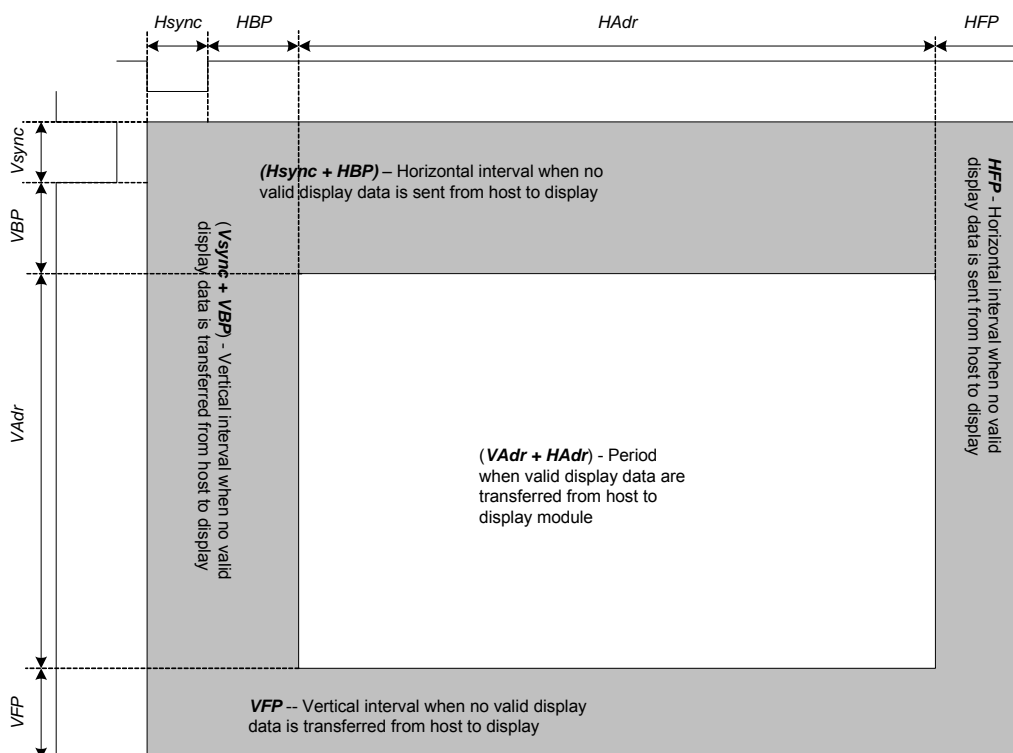 Hsync
HBP
HAdr
HFP
Vsync
VBP
VAdr
VFP
(Hsync + HBP) – Horizontal interval when no
valid display data is sent from host to display
(Vsync + VBP) - Vertical interval when no valid
display data is transferred from host to display
HFP - Horizontal interval when no valid
display data is sent from host to display
(VAdr + HAdr) - Period
when valid display data are
transferred from host to
display module
VFP -- Vertical interval when no valid display
data is transferred from host to display